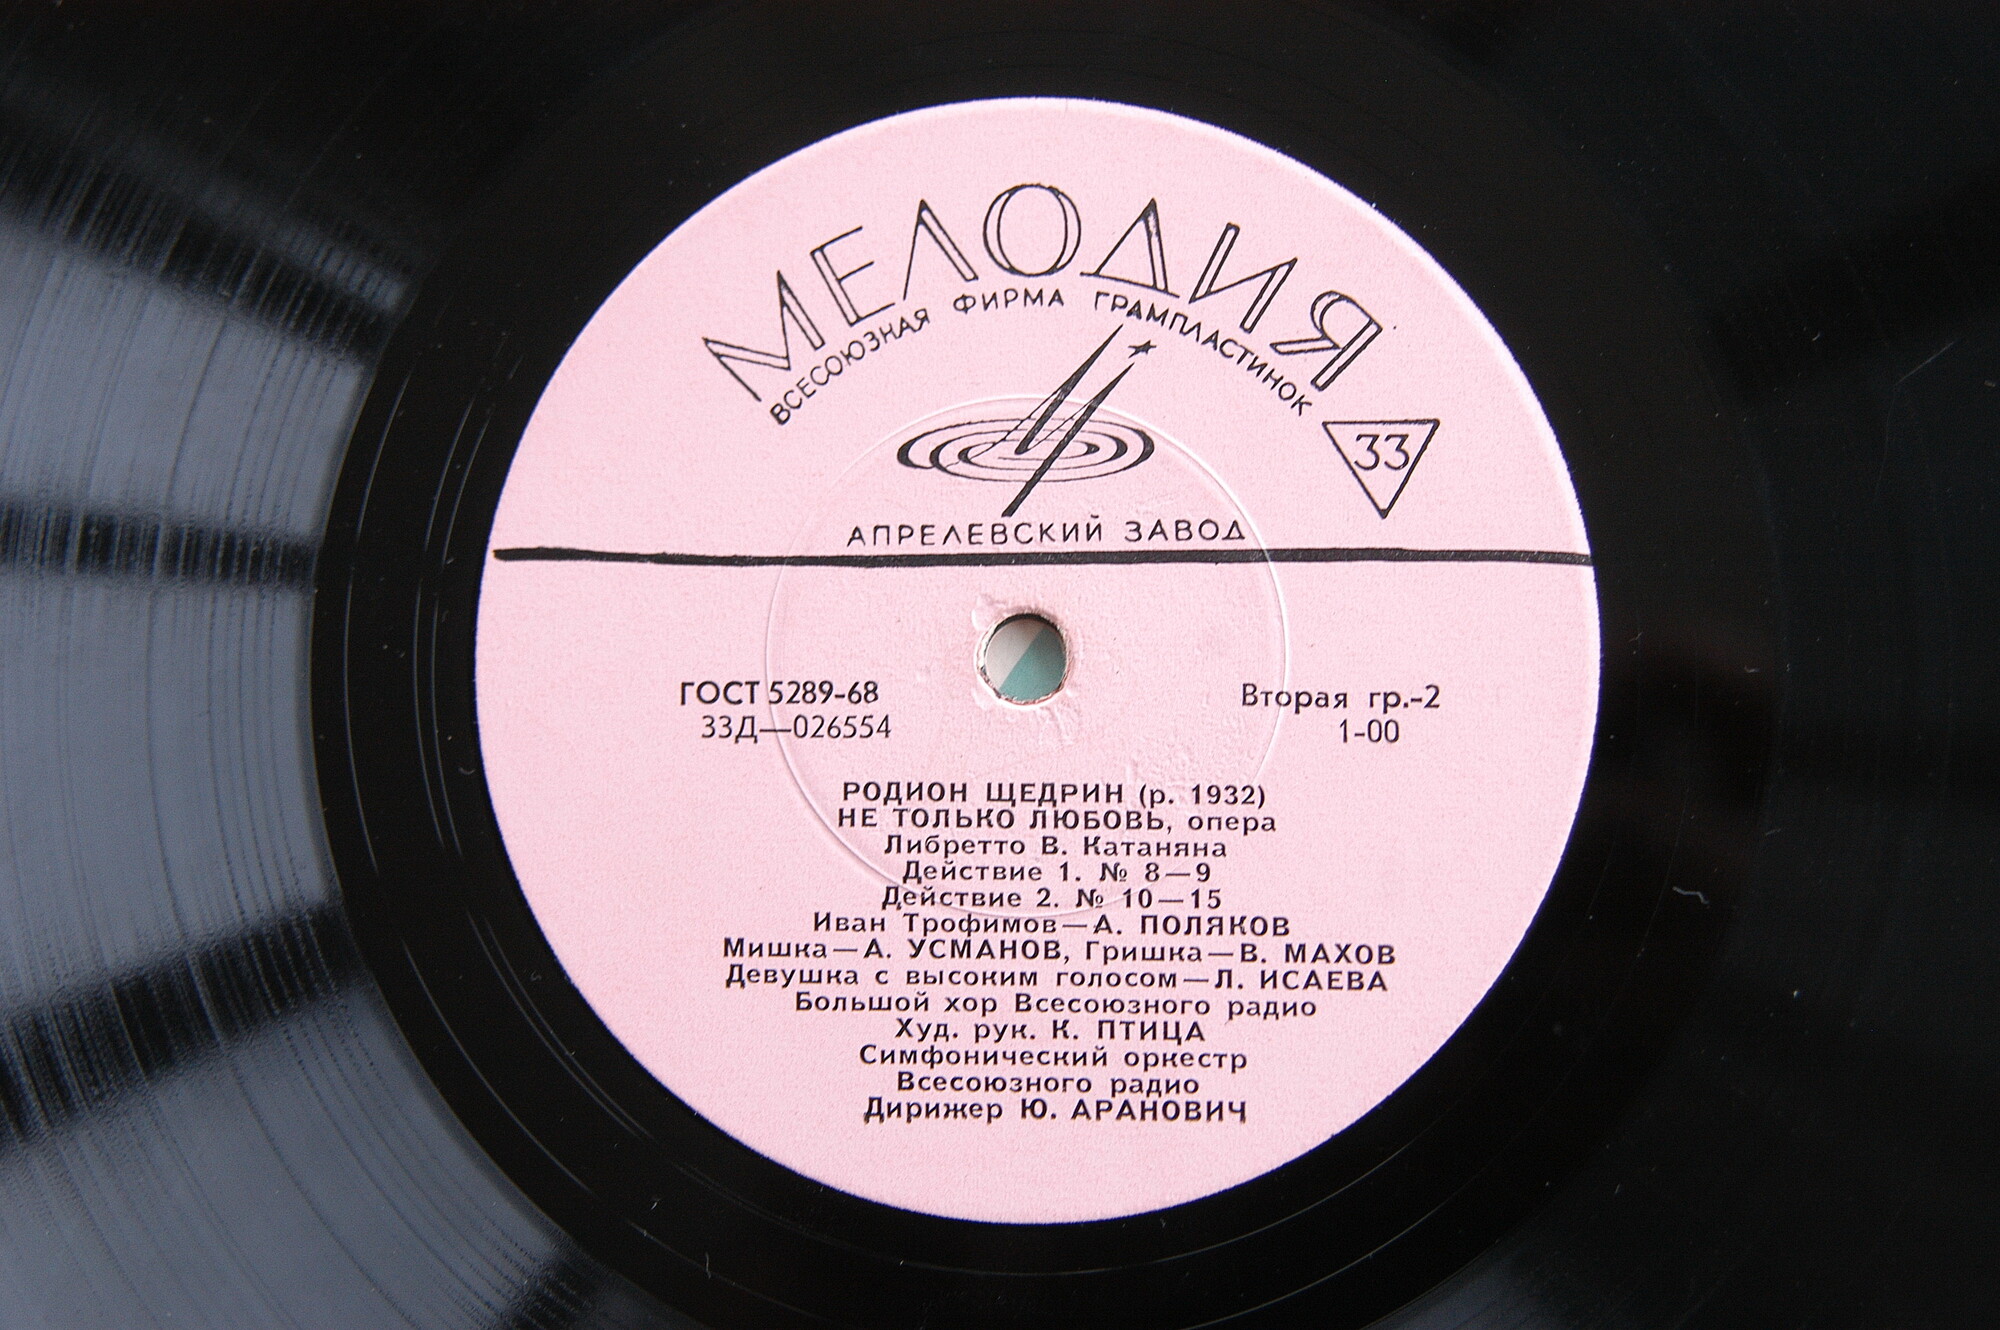 МЕЛОДИЯ
ВСЕСОЮЗНАЯ ФИРМА ГРАМПЛАСТИНОК
33
АПРЕЛЕВСКИЙ ЗАВОД
ГОСТ 5289-68
Вторая гр.-2
33Д—026554
1-00
РОДИОН ЩЕДРИН (р. 1932)
НЕ ТОЛЬКО ЛЮБОВЬ, опера
Либретто В. Катаняна
Действие 1. № 8—9
Действие 2. № 10—15
Иван Трофимов—А. ПОЛЯКОВ
Мишка—А. УСМАНОВ, Гришка—В. МАХОВ
Девушка с высоким голосом—Л. ИСАЕВА
Большой хор Всесоюзного радио
Худ. рук. К. ПТИЦА
Симфонический оркестр
Всесоюзного радио
Дирижер Ю. АРАНОВИЧ